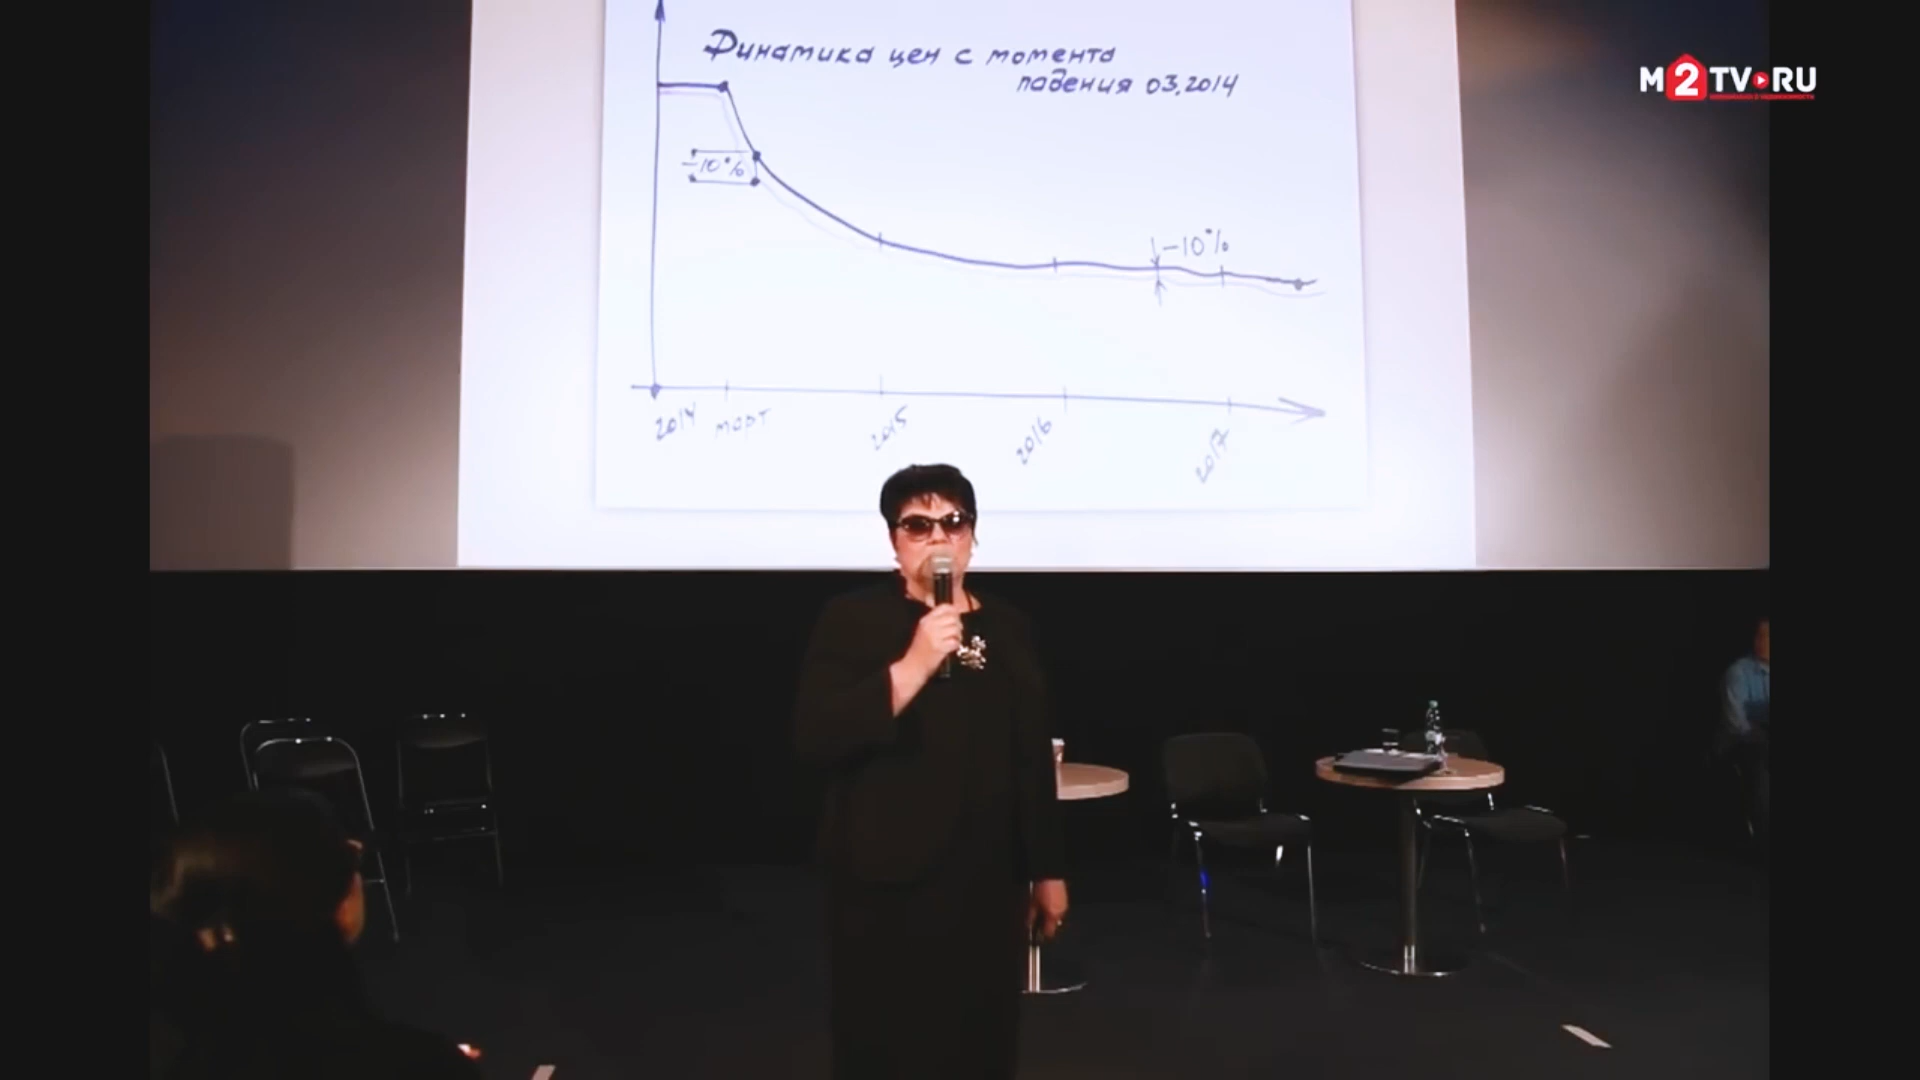 Динамика цен с момента
падения 03.2014
M2TV.RU
-10%
-10%
2014 март 2015 2016 2017